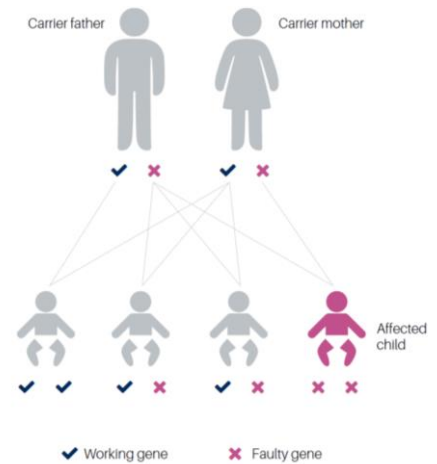 Carrier father
Carrier mother
Affected
child
Working gene
Faulty gene